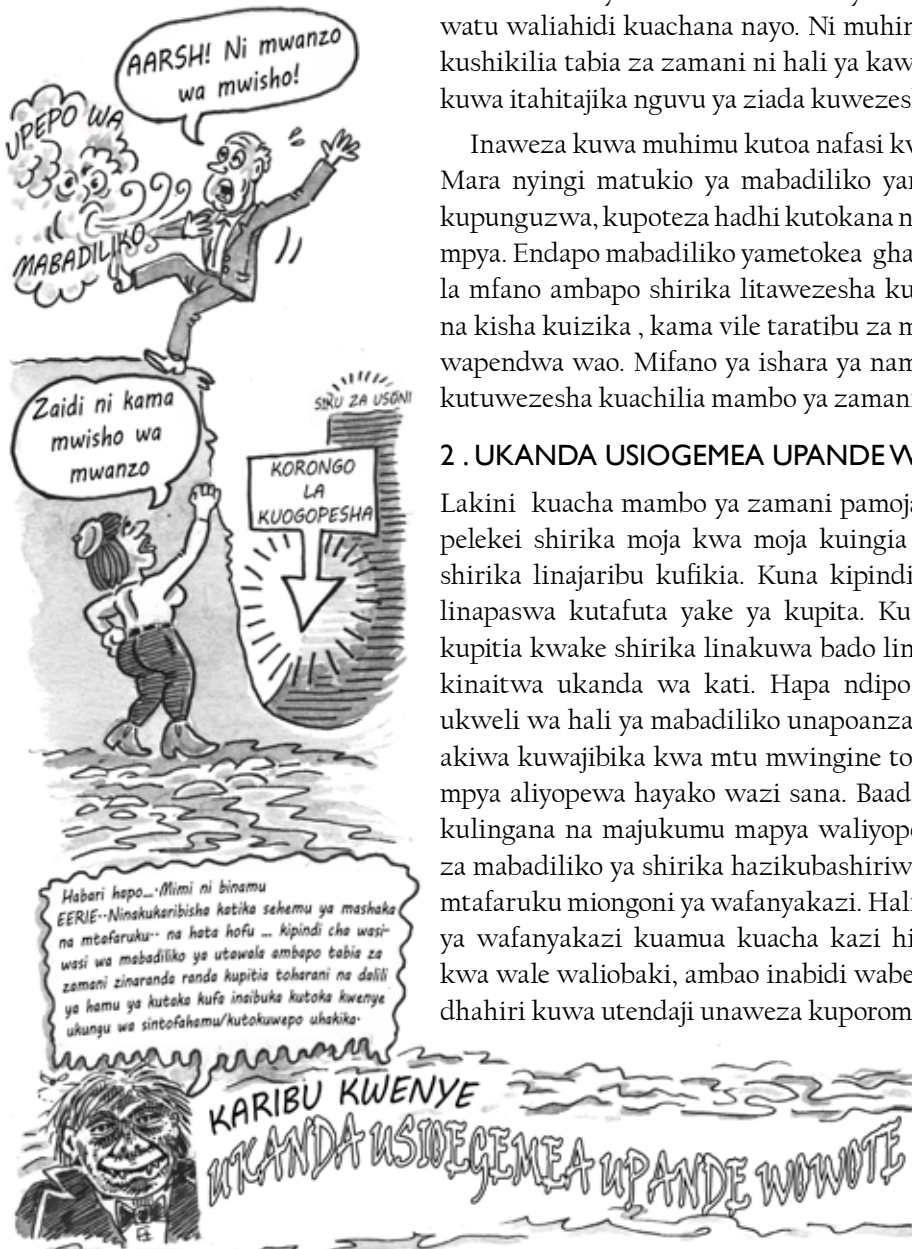 AARSH! Ni mwanzo
wa mwisho!
UPEPO WA
MABADILIKO
Zaidi ni kama
mwisho wa
mwanzo
SIKU ZA USONI
KORONGO
LA
KUOGOPESHA
Habari hapo... Mimi ni binamu
EERIE--Ninakukaribisha katika sehemu ya mashaka
na mtafaruku-- na hata hofu ... kipindi cha wasi-
wasi wa mabadiliko ya utawala ambapo tabia za
zamani zinaranda randa kupitia toharani na dalili
ya hamu ya kutaka kufa inaibuka kutoka kwenye
ukungu wa sintofahamu/kutokuwepo uhakika.
KARIBU KWENYE
UKANDA USIOEGEMEA UPANDE WOWOTE
watu waliahidi kuachana nayo. Ni muhim
kushikilia tabia za zamani ni hali ya kaw
kuwa itahitajika nguvu ya ziada kuwezesh
Inaweza kuwa muhimu kutoa nafasi kw
Mara nyingi matukio ya mabadiliko yan
kupunguzwa, kupoteza hadhi kutokana n
mpya. Endapo mabadiliko yametokea gha
la mfano ambapo shirika litawezesha ku
na kisha kuizika , kama vile taratibu za m
wapendwa wao. Mifano ya ishara ya nam
kutuwezesha kuachilia mambo ya zamani
2 . UKANDA USIOGEMEA UPANDE W
Lakini kuacha mambo ya zamani pamoja
pelekei shirika moja kwa moja kuingia
shirika linajaribu kufikia. Kuna kipindi
linapaswa kutafuta yake ya kupita. Ku
kupitia kwake shirika linakuwa bado lin
kinaitwa ukanda wa kati. Hapa ndipo
ukweli wa hali ya mabadiliko unapoanza
akiwa kuwajibika kwa mtu mwingine to
mpya aliyopewa hayako wazi sana. Baad
kulingana na majukumu mapya waliyope
za mabadiliko ya shirika hazikubashiriw
mtafaruku miongoni ya wafanyakazi. Hali
ya wafanyakazi kuamua kuacha kazi hi
kwa wale waliobaki, ambao inabidi wabe
dhahiri kuwa utendaji unaweza kuporom